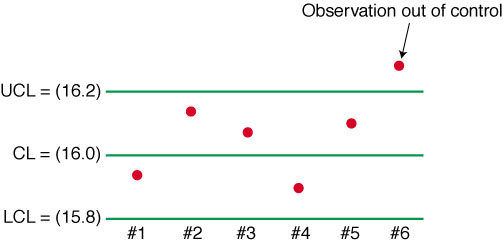 Observation out of control
UCL = (16.2)
CL = (16.0)
LCL = (15.8)
#1 #2 #3 #4 #5 #6